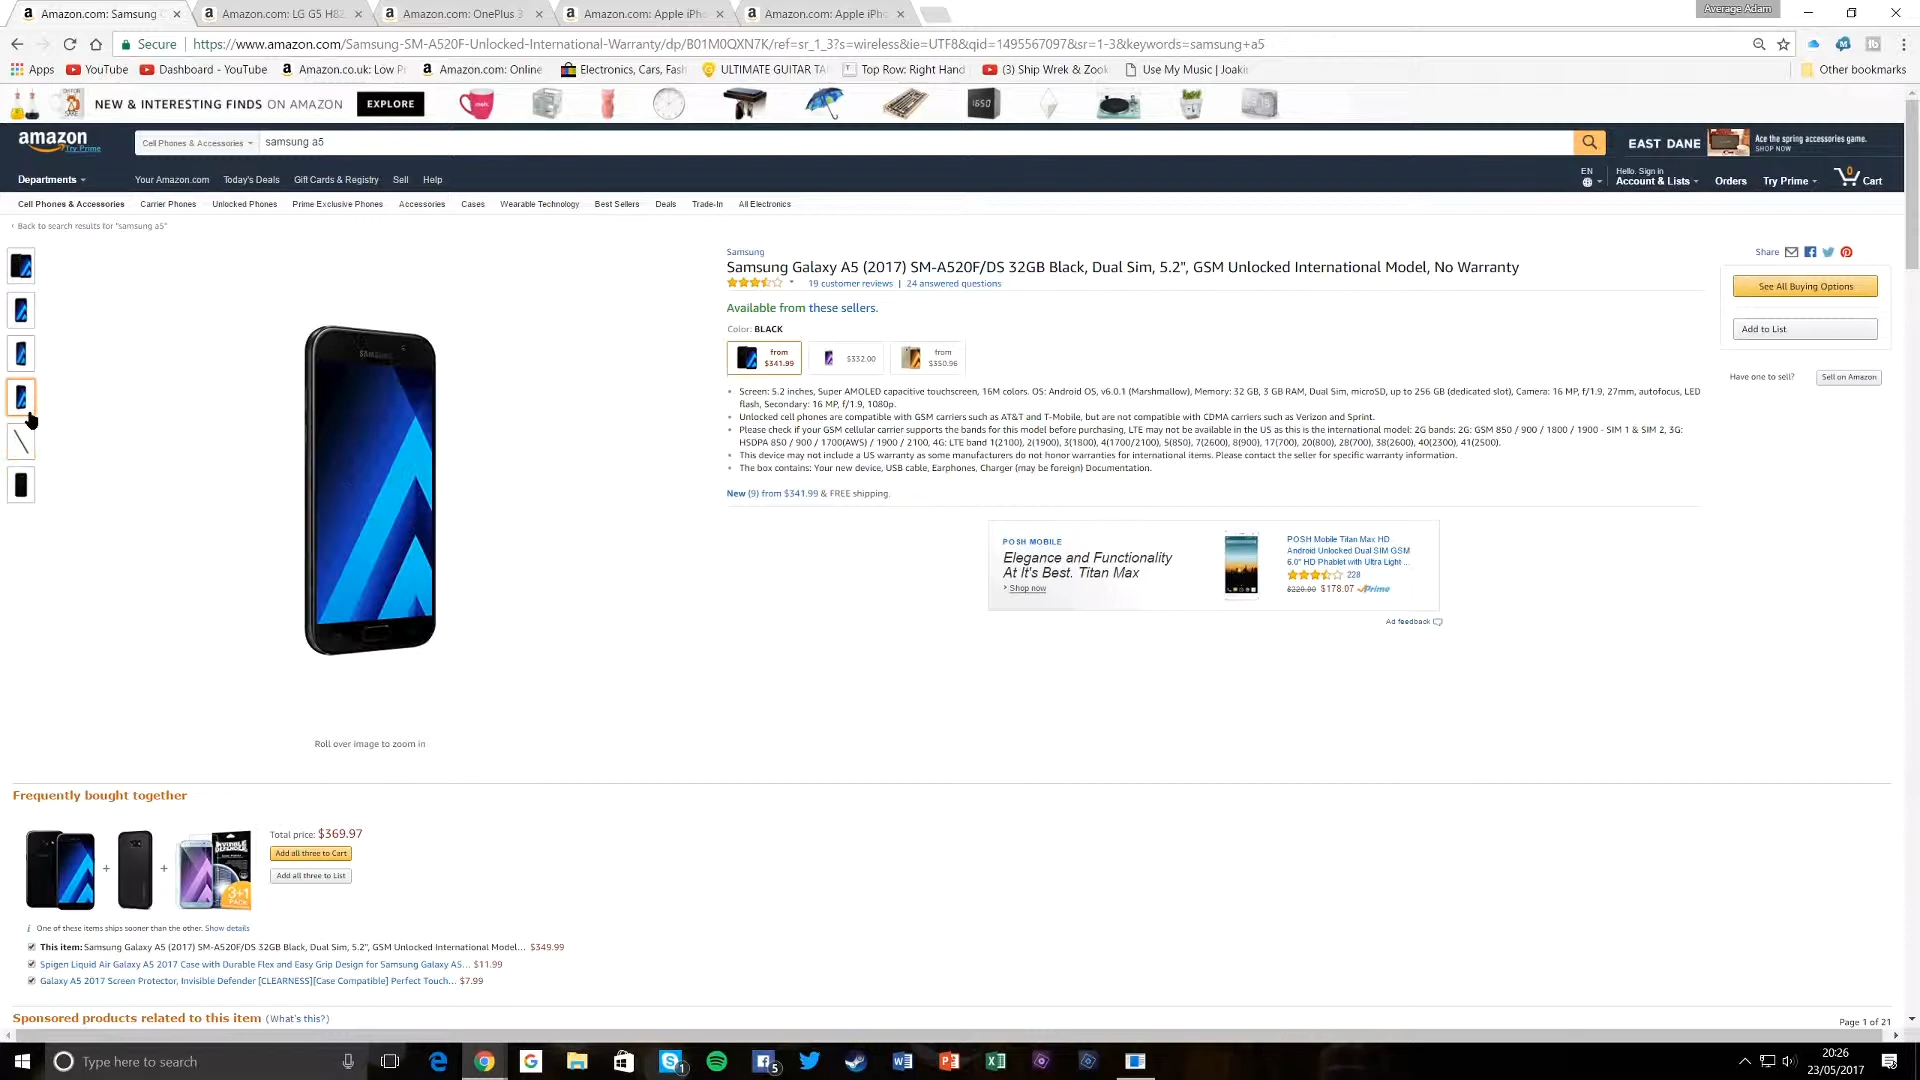 Amazon.com: Samsung
Amazon.com: LG G5 H82
Amazon.com: OnePlus 3
Amazon.com: Apple iPho
Amazon.com: Apple iPho
Average Adam
Secure
https://www.amazon.com/Samsung-SM-A520F-Unlocked-International-Warranty/dp/B01M0QXN7K/ref=sr_1_3?s=wireless&ie=UTF8&qid=1495567097&sr=1-3&keywords=samsung+a5
Apps
YouTube
Dashboard - YouTube
Amazon.co.uk: Low P
Amazon.com: Online
Electronics, Cars, Fash
ULTIMATE GUITAR TA
Top Row: Right Hand
(3) Ship Wrek & Zook
Use My Music | Joaki
Other bookmarks
NEW & INTERESTING FINDS ON AMAZON
EXPLORE
amazon
Try Prime
Cell Phones & Accessories
samsung a5
EAST DANE
Ace the spring accessories game.
SHOP NOW
Departments
Your Amazon.com
Today's Deals
Gift Cards & Registry
Sell
Help
EN
Hello. Sign in
Account & Lists
Orders
Try Prime
0
Cart
Cell Phones & Accessories
Carrier Phones
Unlocked Phones
Prime Exclusive Phones
Accessories
Cases
Wearable Technology
Best Sellers
Deals
Trade-In
All Electronics
‹ Back to search results for "samsung a5"
SAMSUNG
Samsung
Samsung Galaxy A5 (2017) SM-A520F/DS 32GB Black, Dual Sim, 5.2", GSM Unlocked International Model, No Warranty
19 customer reviews | 24 answered questions
Available from these sellers.
Color: BLACK
from $341.99
$332.00
from $350.96
Screen: 5.2 inches, Super AMOLED capacitive touchscreen, 16M colors. OS: Android OS, v6.0.1 (Marshmallow), Memory: 32 GB, 3 GB RAM, Dual Sim, microSD, up to 256 GB (dedicated slot), Camera: 16 MP, f/1.9, 27mm, autofocus, LED
flash, Secondary: 16 MP, f/1.9, 1080p.
Unlocked cell phones are compatible with GSM carriers such as AT&T and T-Mobile, but are not compatible with CDMA carriers such as Verizon and Sprint.
Please check if your GSM cellular carrier supports the bands for this model before purchasing, LTE may not be available in the US as this is the international model: 2G bands: 2G: GSM 850 / 900 / 1800 / 1900 - SIM 1 & SIM 2, 3G:
HSDPA 850 / 900 / 1700(AWS) / 1900 / 2100, 4G: LTE band 1(2100), 2(1900), 3(1800), 4(1700/2100), 5(850), 7(2600), 8(900), 17(700), 20(800), 28(700), 38(2600), 40(2300), 41(2500).
This device may not include a US warranty as some manufacturers do not honor warranties for international items. Please contact the seller for specific warranty information.
The box contains: Your new device, USB cable, Earphones, Charger (may be foreign) Documentation.
New (9) from $341.99 & FREE shipping.
Share
See All Buying Options
Add to List
Have one to sell?
Sell on Amazon
POSH MOBILE
Elegance and Functionality
At It's Best. Titan Max
Shop now
POSH Mobile Titan Max HD
Android Unlocked Dual SIM GSM
6.0" HD Phablet with Ultra Light ...
228
$220.00 $178.07 Prime
Ad feedback
Roll over image to zoom in
Frequently bought together
Total price: $369.97
Add all three to Cart
Add all three to List
INVISIBLE
DEFENDER
3+1
PACK
One of these items ships sooner than the other. Show details
This item: Samsung Galaxy A5 (2017) SM-A520F/DS 32GB Black, Dual Sim, 5.2", GSM Unlocked International Model... $349.99
Spigen Liquid Air Galaxy A5 2017 Case with Durable Flex and Easy Grip Design for Samsung Galaxy A5... $11.99
Galaxy A5 2017 Screen Protector, Invisible Defender [CLEARNESS][Case Compatible] Perfect Touch... $7.99
Sponsored products related to this item (What's this?)
Page 1 of 21
Type here to search
1
5
20:26
23/05/2017